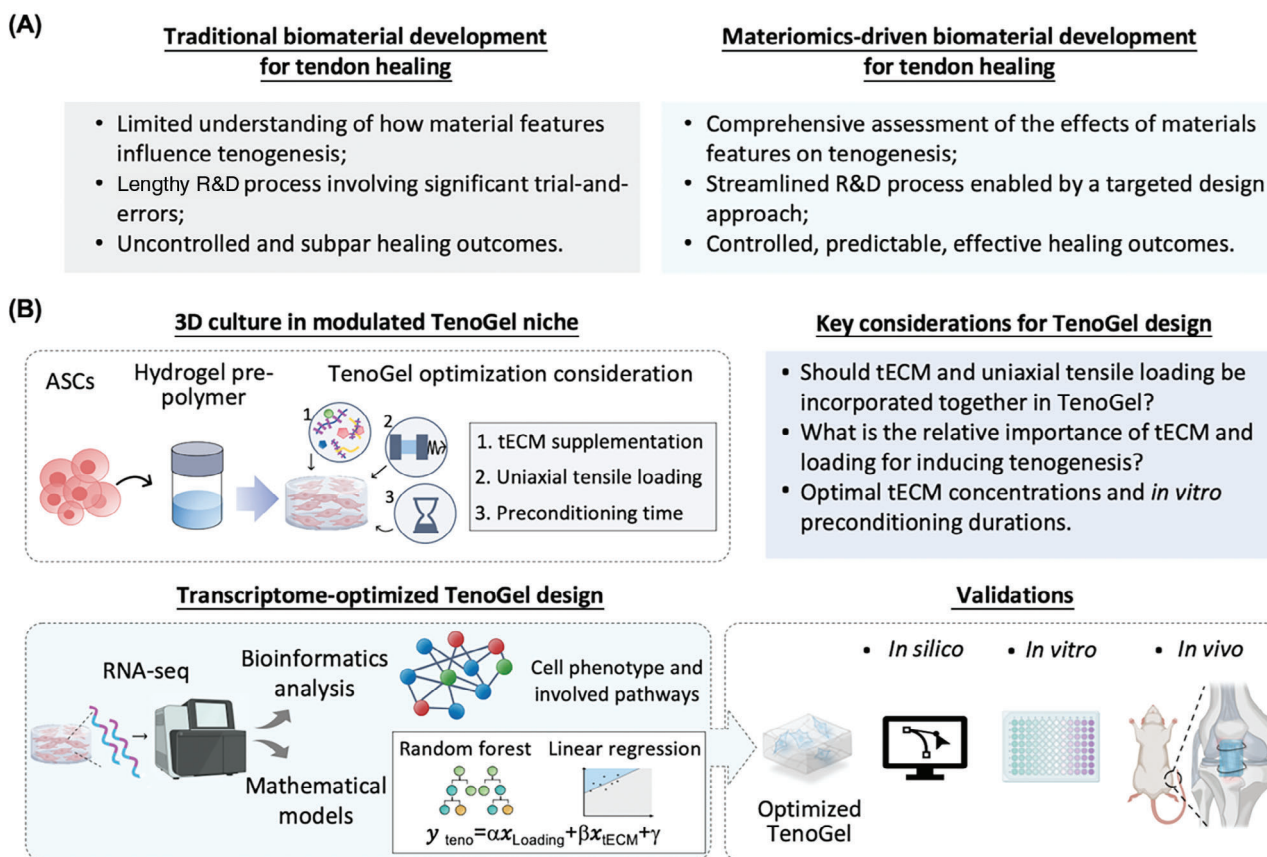 (A)
Traditional biomaterial development
for tendon healing
• Limited understanding of how material features
influence tenogenesis;
• Lengthy R&D process involving significant trial-and-
errors;
• Uncontrolled and subpar healing outcomes.
Materiomics-driven biomaterial development
for tendon healing
• Comprehensive assessment of the effects of materials
features on tenogenesis;
• Streamlined R&D process enabled by a targeted design
approach;
• Controlled, predictable, effective healing outcomes.
(B)
3D culture in modulated TenoGel niche
ASCs
Hydrogel pre-
polymer
TenoGel optimization consideration
1
2
3
1. tECM supplementation
2. Uniaxial tensile loading
3. Preconditioning time
Key considerations for TenoGel design
• Should tECM and uniaxial tensile loading be
incorporated together in TenoGel?
• What is the relative importance of tECM and
loading for inducing tenogenesis?
• Optimal tECM concentrations and in vitro
preconditioning durations.
Transcriptome-optimized TenoGel design
RNA-seq
Bioinformatics
analysis
Mathematical
models
Cell phenotype and
involved pathways
Random forest
Linear regression
y teno=αxLoading+βxtECM+γ
Validations
Optimized
TenoGel
• In silico
• In vitro
• In vivo